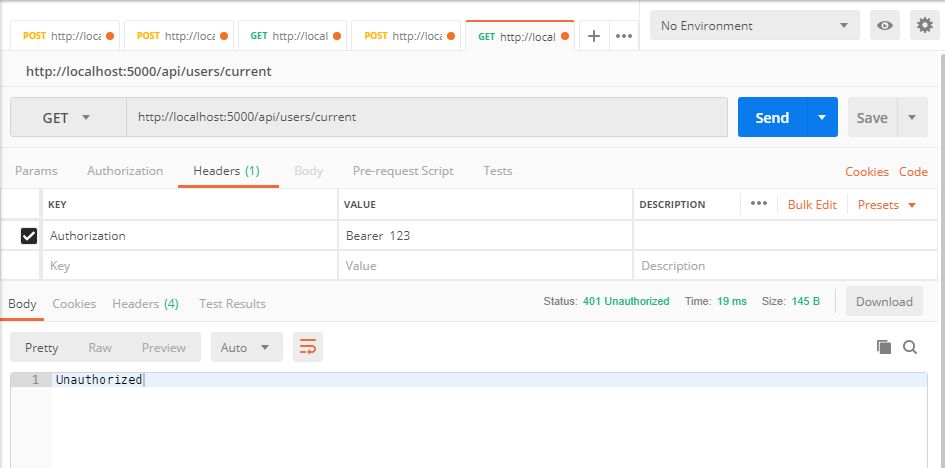 POST http://loca POST http://loca GET http://local POST http://loca GET http://local + ••• No Environment
http://localhost:5000/api/users/current
GET http://localhost:5000/api/users/current Send Save
Params Authorization Headers (1) Body Pre-request Script Tests Cookies Code
KEY VALUE DESCRIPTION ••• Bulk Edit Presets
Authorization Bearer 123
Key Value Description
Body Cookies Headers (4) Test Results Status: 401 Unauthorized Time: 19 ms Size: 145 B Download
Pretty Raw Preview Auto
1 Unauthorized